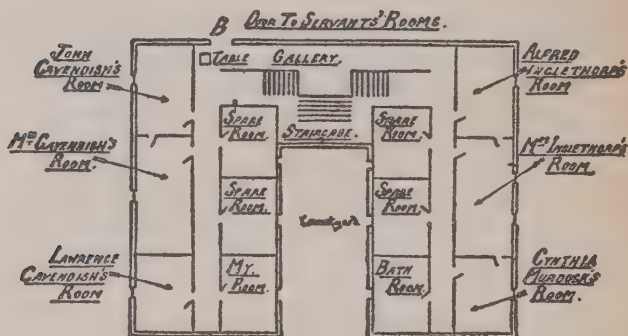 B DOOR TO SERVANTS' ROOMS.
JOHN
CAVENDISH'S
ROOM
TABLE GALLERY.
ALFRED
INGLETHORP'S
ROOM
SPARE
ROOM.
STAIRCASE.
SPARE
ROOM.
MRS CAVENDISH'S
ROOM.
MRS INGLETHORP'S
ROOM.
SPARE
ROOM.
SPARE
ROOM.
LAWRENCE
CAVENDISH'S
ROOM
MY.
ROOM.
BATH
ROOM.
CYNTHIA
MURDOCK'S
ROOM.